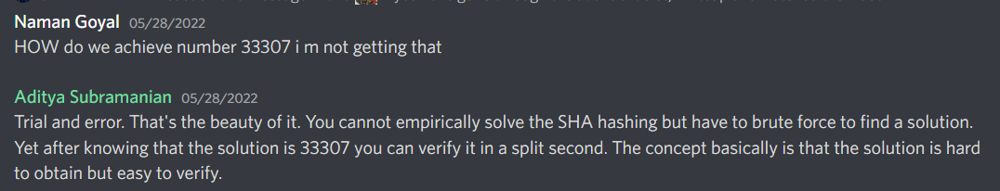 Naman Goyal 05/28/2022
HOW do we achieve number 33307 i m not getting that
Aditya Subramanian 05/28/2022
Trial and error. That's the beauty of it. You cannot empirically solve the SHA hashing but have to brute force to find a solution.
Yet after knowing that the solution is 33307 you can verify it in a split second. The concept basically is that the solution is hard
to obtain but easy to verify.